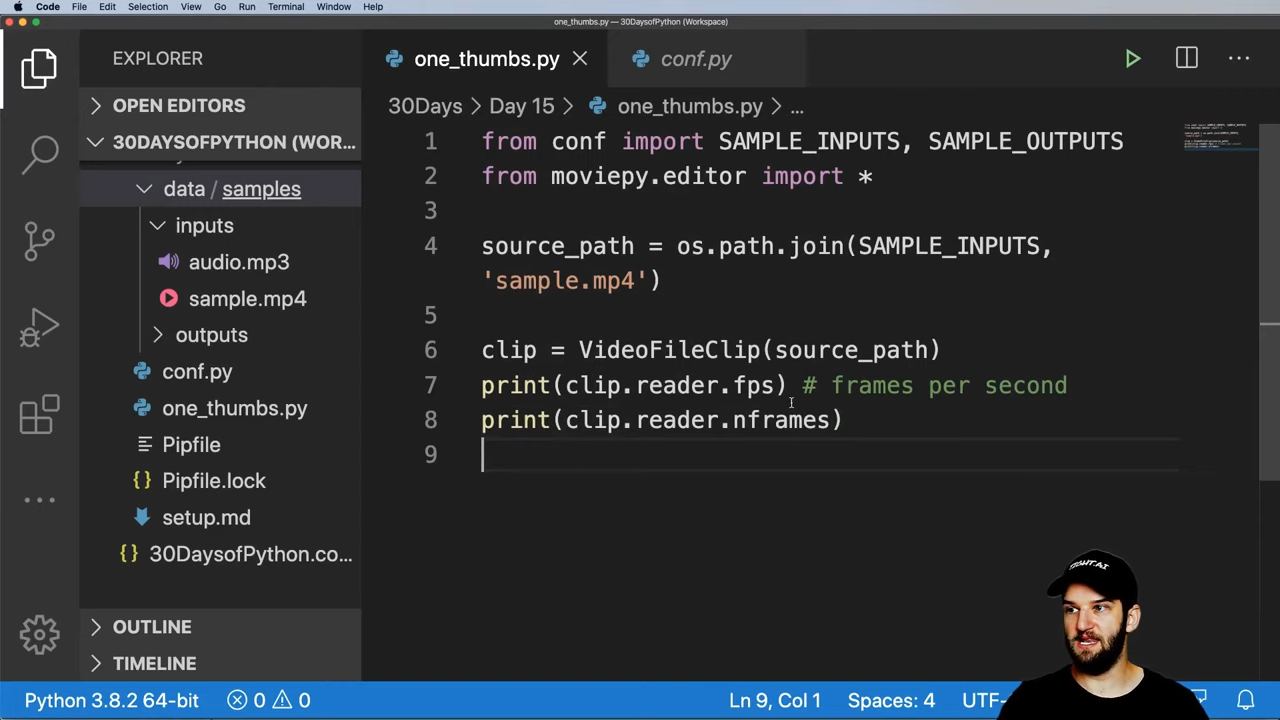 Code File Edit Selection View Go Run Terminal Window Help
one_thumbs.py — 30DaysofPython (Workspace)
EXPLORER
OPEN EDITORS
30DAYSOFPYTHON (WOR...
data / samples
inputs
audio.mp3
sample.mp4
outputs
conf.py
one_thumbs.py
Pipfile
Pipfile.lock
setup.md
30DaysofPython.co...
OUTLINE
TIMELINE
one_thumbs.py conf.py
30Days > Day 15 > one_thumbs.py > ...
1 from conf import SAMPLE_INPUTS, SAMPLE_OUTPUTS
2 from moviepy.editor import *
3
4 source_path = os.path.join(SAMPLE_INPUTS,
'sample.mp4')
5
6 clip = VideoFileClip(source_path)
7 print(clip.reader.fps) # frames per second
8 print(clip.reader.nframes)
9
Python 3.8.2 64-bit 0 0 Ln 9, Col 1 Spaces: 4 UTF-